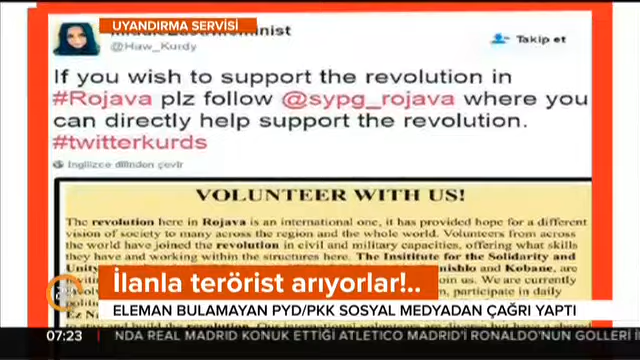 UYANDIRMA SERVİSİ
@Haw_Kurdy
Takip et
If you wish to support the revolution in
#Rojava plz follow @sypg_rojava where you
can directly help support the revolution.
#twitterkurds
İngilizce dilinden çevir
VOLUNTEER WITH US!
The revolution here in Rojava is an international one, it has provided hope for a different
vision of society to many across the region and the whole world. Volunteers from across
the world have joined the revolution in civil and military capacities, offering what skills
they have and working within the structures here. The Insititute for the Solidarity and
and Kobane, are
join us. We are currently
, participate in daily
İlanla terörist arıyorlar!..
ELEMAN BULAMAYAN PYD/PKK SOSYAL MEDYADAN ÇAĞRI YAPTI
07:23
NDA REAL MADRID KONUK ETTİĞİ ATLETICO MADRID'İ RONALDO'NUN GOLLERİ